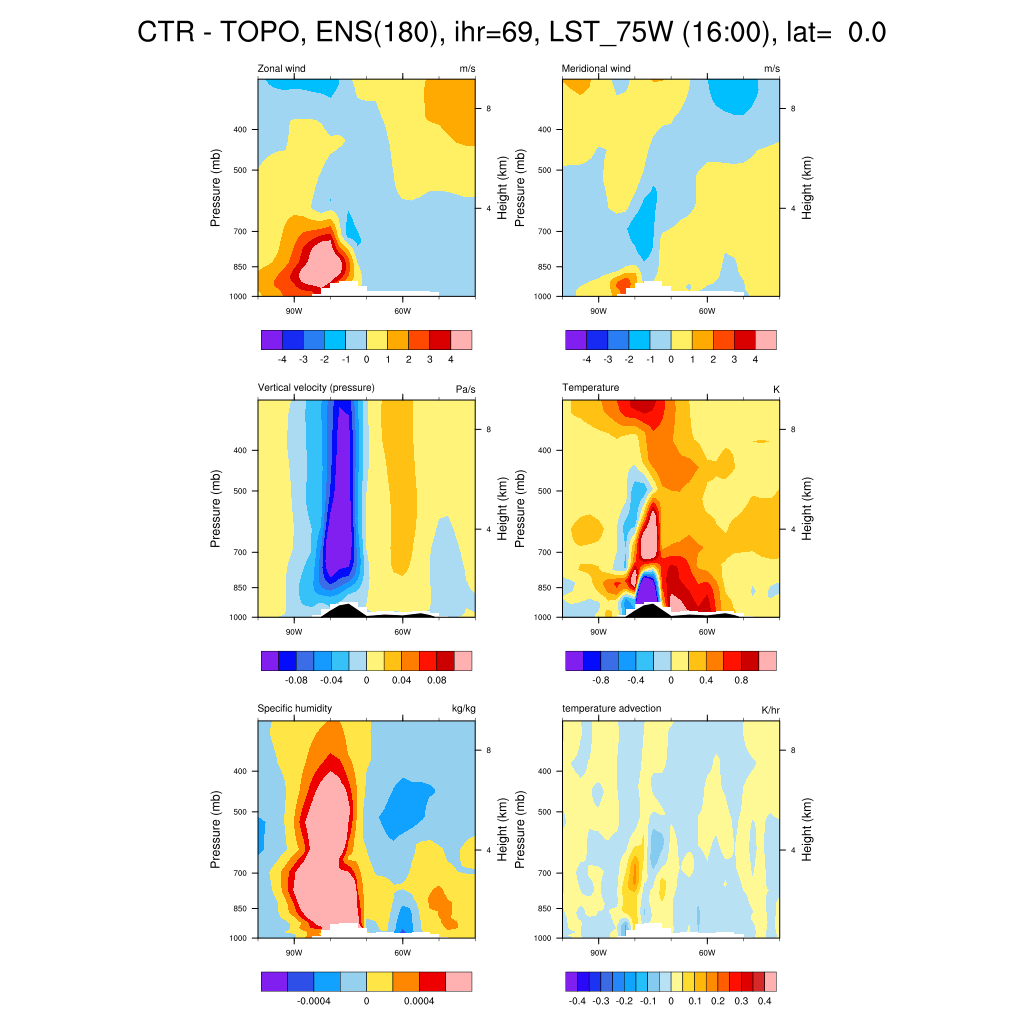 CTR - TOPO, ENS(180), ihr=69, LST_75W (16:00), lat=  0.0
Zonal wind m/s
Pressure (mb)
400
500
700
850
1000
8
4
Height (km)
90W 60W
-4 -3 -2 -1 0 1 2 3 4
Meridional wind m/s
Pressure (mb)
400
500
700
850
1000
8
4
Height (km)
90W 60W
-4 -3 -2 -1 0 1 2 3 4
Vertical velocity (pressure) Pa/s
Pressure (mb)
400
500
700
850
1000
8
4
Height (km)
90W 60W
-0.08 -0.04 0 0.04 0.08
Temperature K
Pressure (mb)
400
500
700
850
1000
8
4
Height (km)
90W 60W
-0.8 -0.4 0 0.4 0.8
Specific humidity kg/kg
Pressure (mb)
400
500
700
850
1000
8
4
Height (km)
90W 60W
-0.0004 0 0.0004
temperature advection K/hr
Pressure (mb)
400
500
700
850
1000
8
4
Height (km)
90W 60W
-0.4 -0.3 -0.2 -0.1 0 0.1 0.2 0.3 0.4